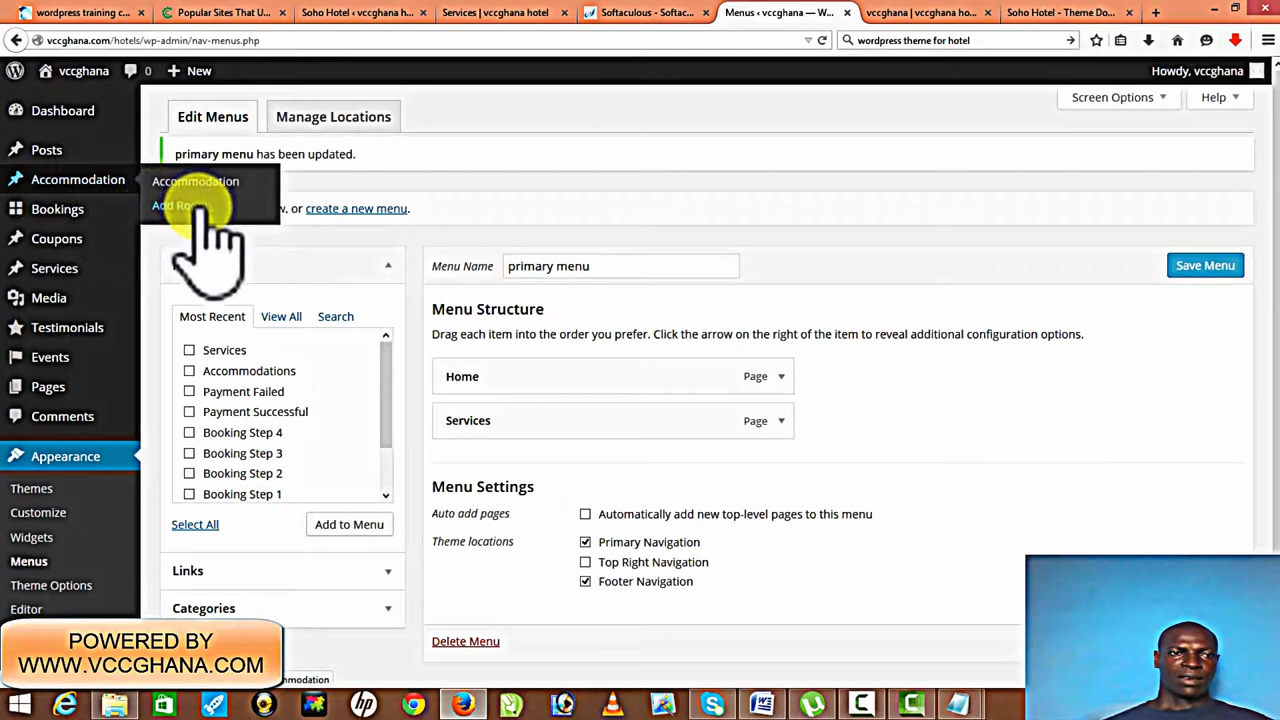 wordpress training c...
Popular Sites That U...
Soho Hotel ‹ vccghana...
Services | vccghana hotel
Softaculous - Softac...
Menus ‹ vccghana — W...
vccghana | vccghana ho...
Soho Hotel - Theme Do...
vccghana.com/hotels/wp-admin/nav-menus.php
wordpress theme for hotel
vccghana
0
New
Howdy, vccghana
Dashboard
Posts
Accommodation
Bookings
Coupons
Services
Media
Testimonials
Events
Pages
Comments
Appearance
Themes
Customize
Widgets
Menus
Theme Options
Editor
Accommodation
Add
Edit Menus
Manage Locations
Screen Options
Help
primary menu has been updated.
or create a new menu.
Most Recent
View All
Search
Services
Accommodations
Payment Failed
Payment Successful
Booking Step 4
Booking Step 3
Booking Step 2
Booking Step 1
Select All
Add to Menu
Links
Categories
Menu Name primary menu
Save Menu
Menu Structure
Drag each item into the order you prefer. Click the arrow on the right of the item to reveal additional configuration options.
Home Page
Services Page
Menu Settings
Auto add pages
Automatically add new top-level pages to this menu
Theme locations
Primary Navigation
Top Right Navigation
Footer Navigation
Delete Menu
POWERED BY
WWW.VCCGHANA.COM